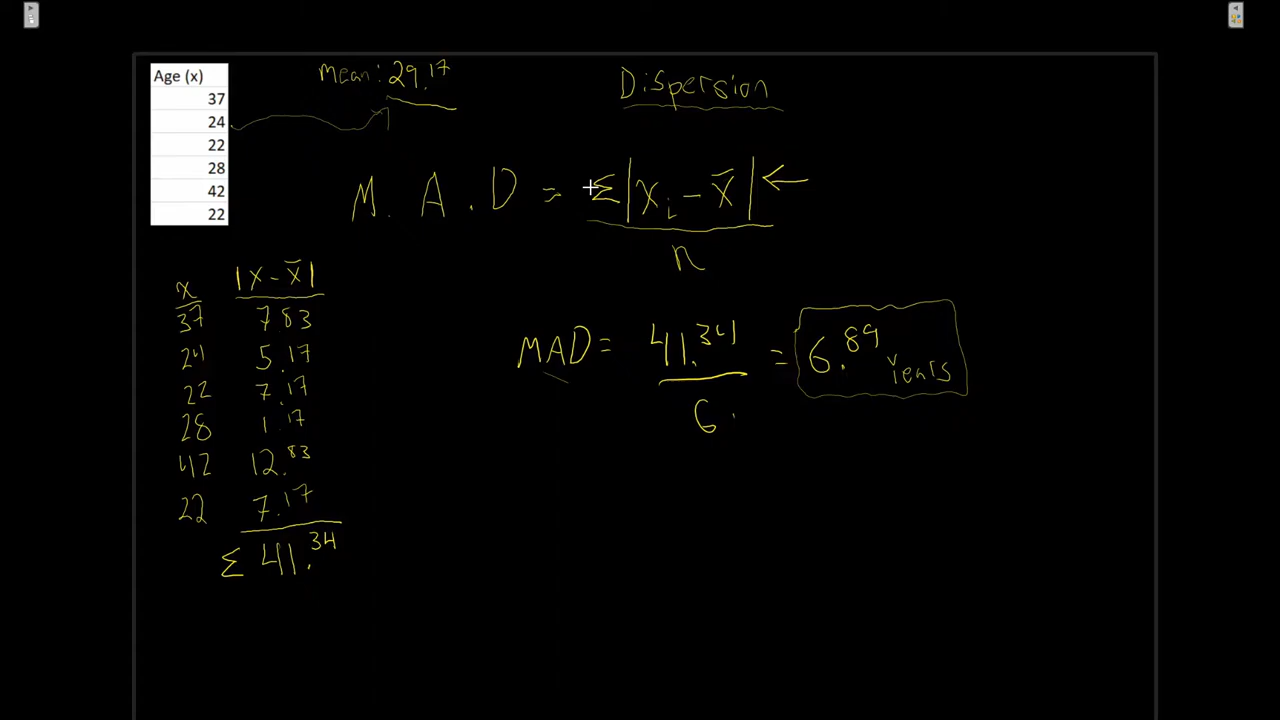 Age (x)
37
24
22
28
42
22
Mean: 29.17
Dispersion
M. A. D = Σ|xᵢ - x̄|
n
x |x - x̄|
37 7.83
24 5.17
22 7.17
28 1.17
42 12.83
22 7.17
Σ 41.34
MAD = 41.34 = 6.89 Years
6